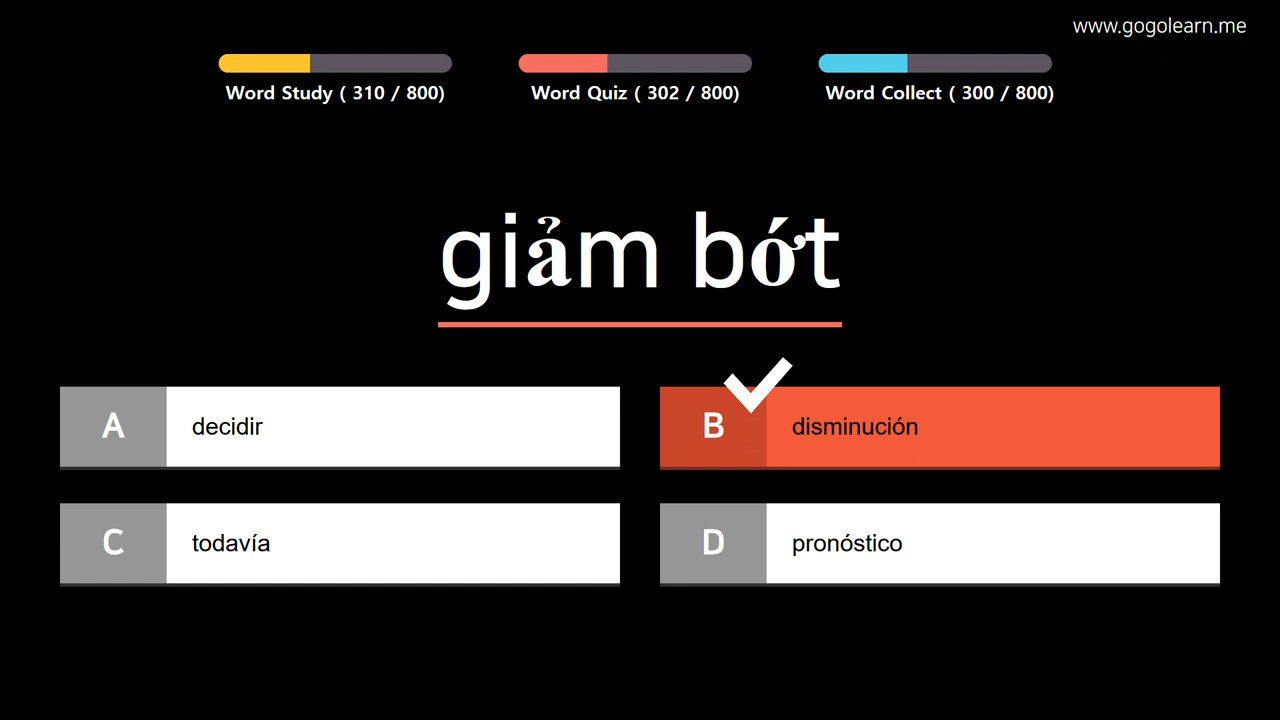 www.gogolearn.me
Word Study ( 310 / 800)
Word Quiz ( 302 / 800)
Word Collect ( 300 / 800)
giảm bớt
A decidir
B disminución
C todavía
D pronóstico